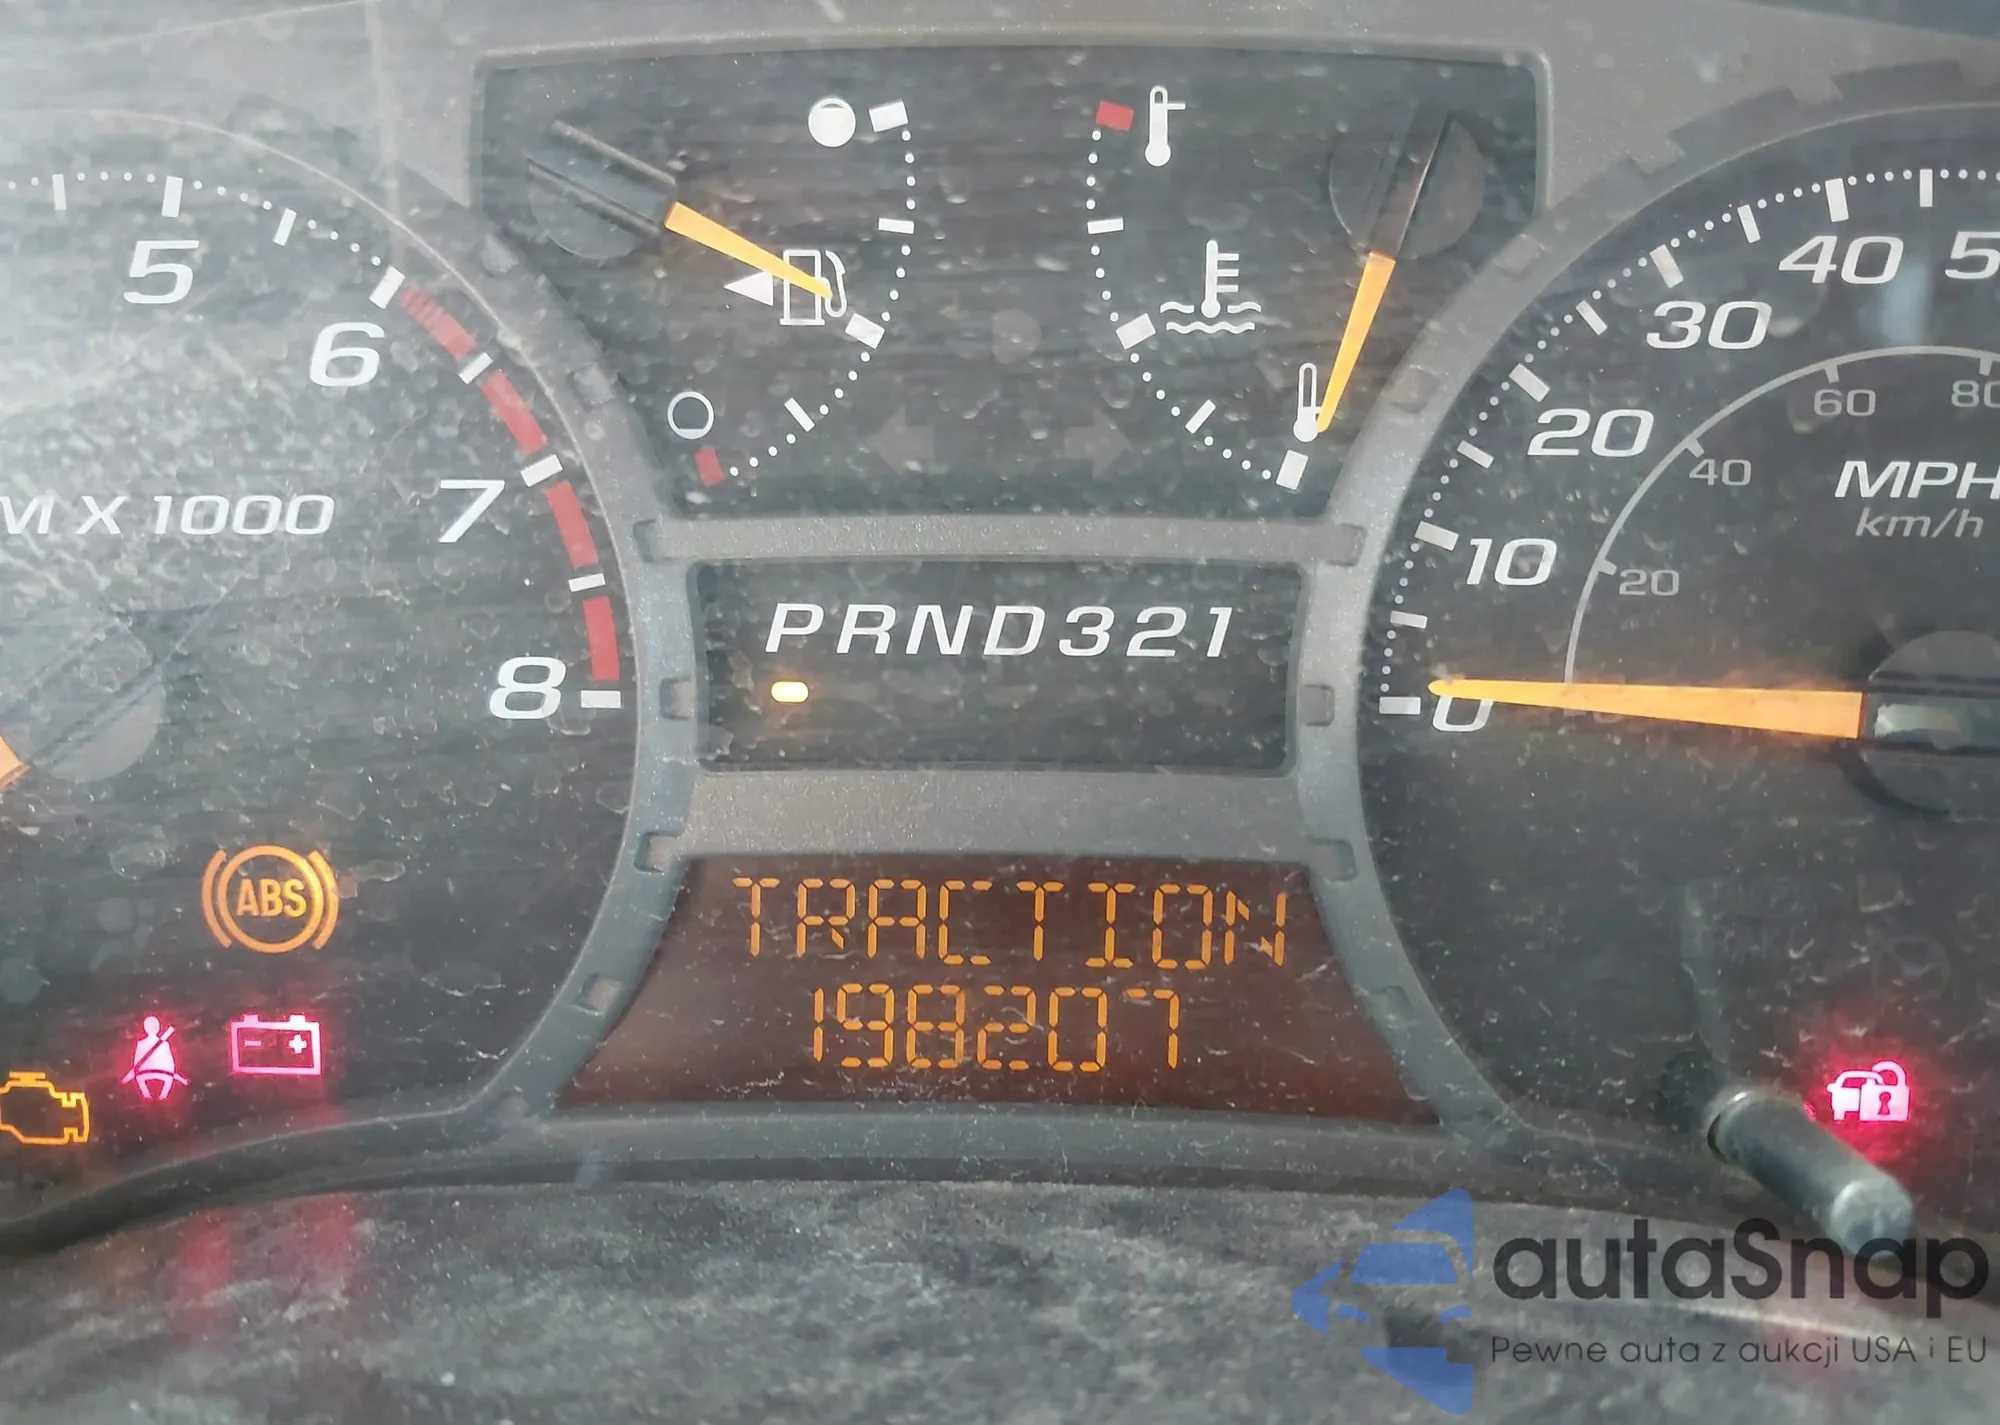 5
6
7
8
X 1000
PRND321
ABS
TRACTION
198207
0
10
20
30
40
20
40
60
80
MPH
km/h
autaSnap
Pewne auta z aukcji USA i EU